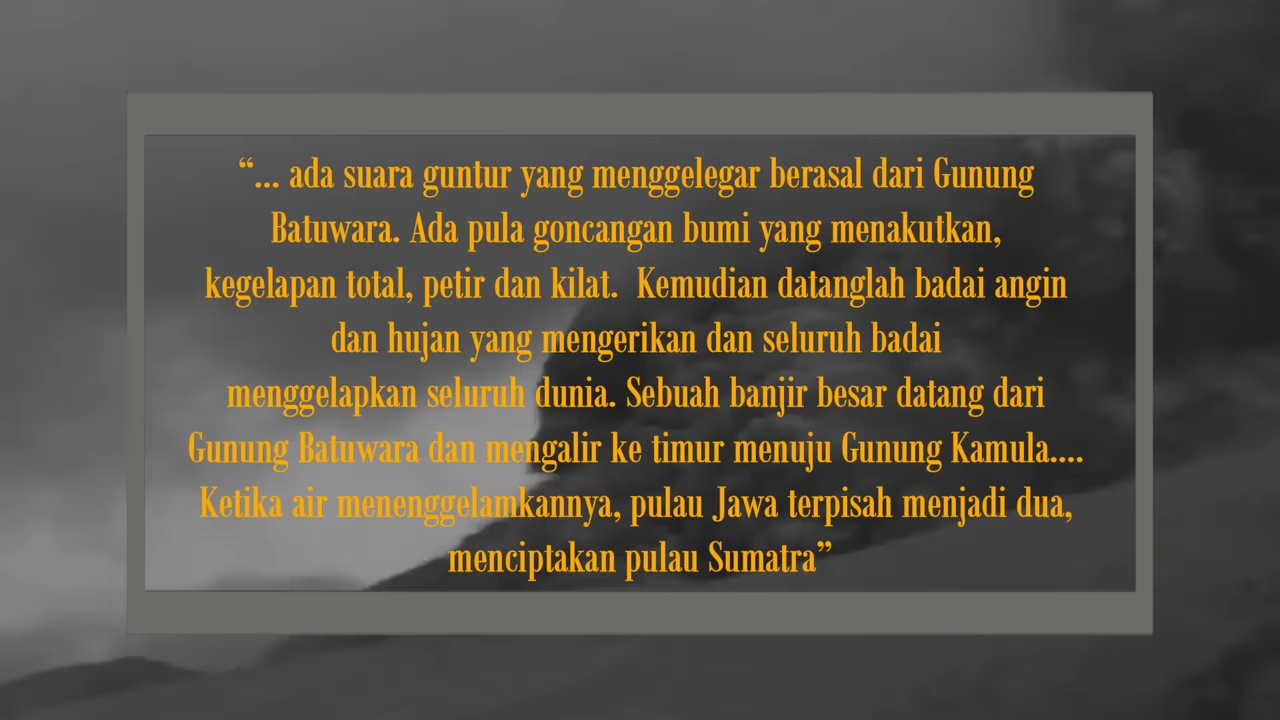 “... ada suara guntur yang menggelegar berasal dari Gunung
Batuwara. Ada pula goncangan bumi yang menakutkan,
kegelapan total, petir dan kilat.  Kemudian datanglah badai angin
dan hujan yang mengerikan dan seluruh badai
menggelapkan seluruh dunia. Sebuah banjir besar datang dari
Gunung Batuwara dan mengalir ke timur menuju Gunung Kamula....
Ketika air menenggelamkannya, pulau Jawa terpisah menjadi dua,
menciptakan pulau Sumatra”